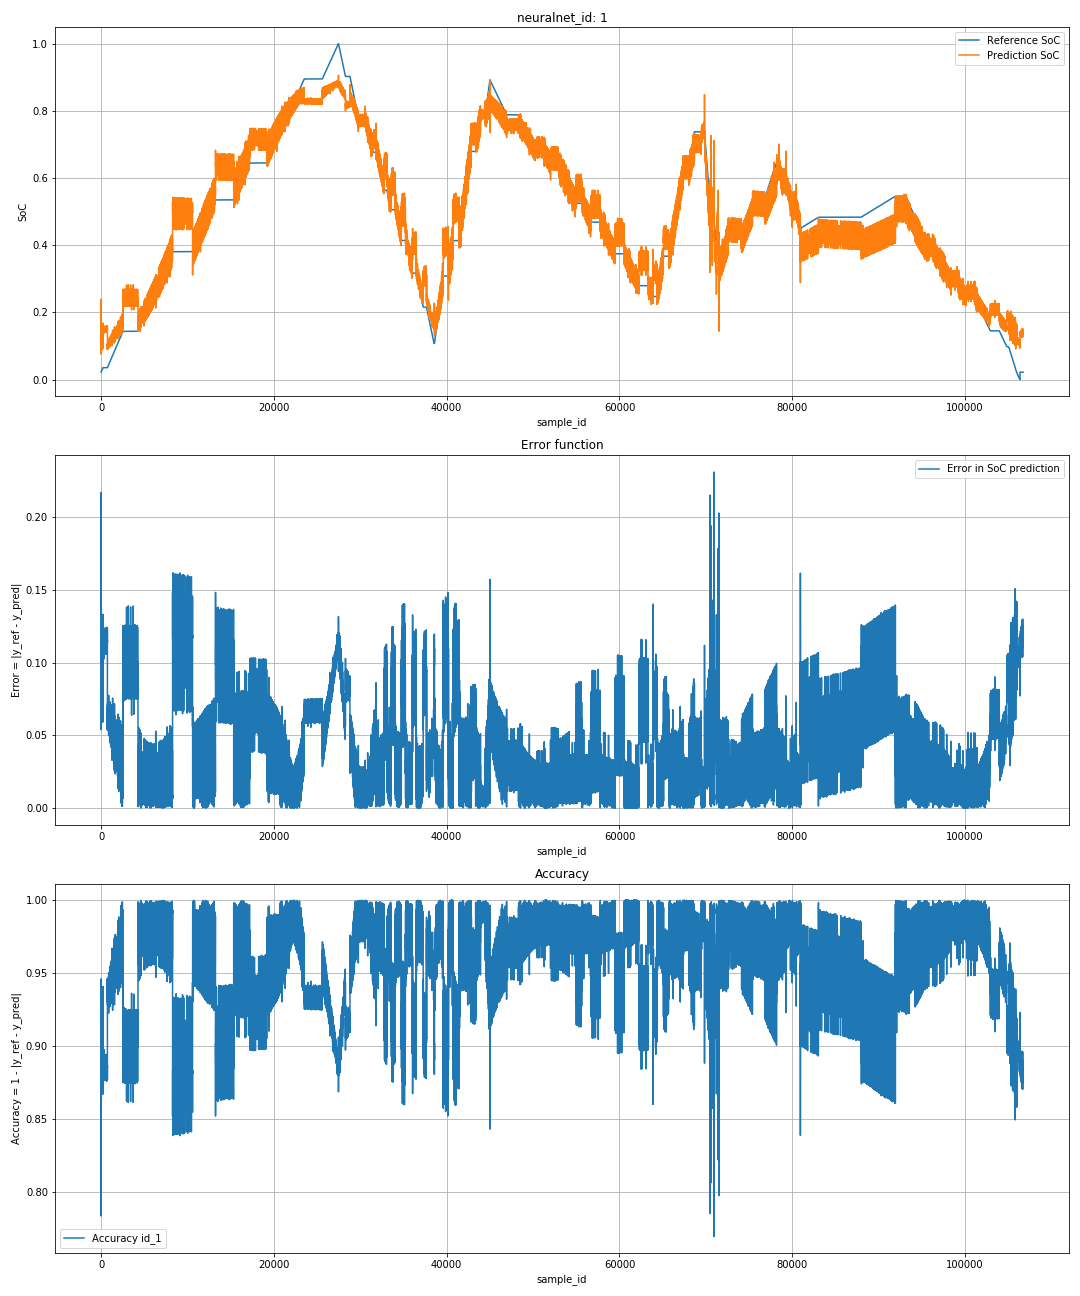 neuralnet_id: 1
Reference SoC
Prediction SoC
1.0
0.8
0.6
0.4
0.2
0.0
SoC
0 20000 40000 60000 80000 100000
sample_id
Error function
Error in SoC prediction
0.20
0.15
0.10
0.05
0.00
Error = |y_ref - y_pred|
0 20000 40000 60000 80000 100000
sample_id
Accuracy
1.00
0.95
0.90
0.85
0.80
Accuracy = 1 - |y_ref - y_pred|
Accuracy id_1
0 20000 40000 60000 80000 100000
sample_id